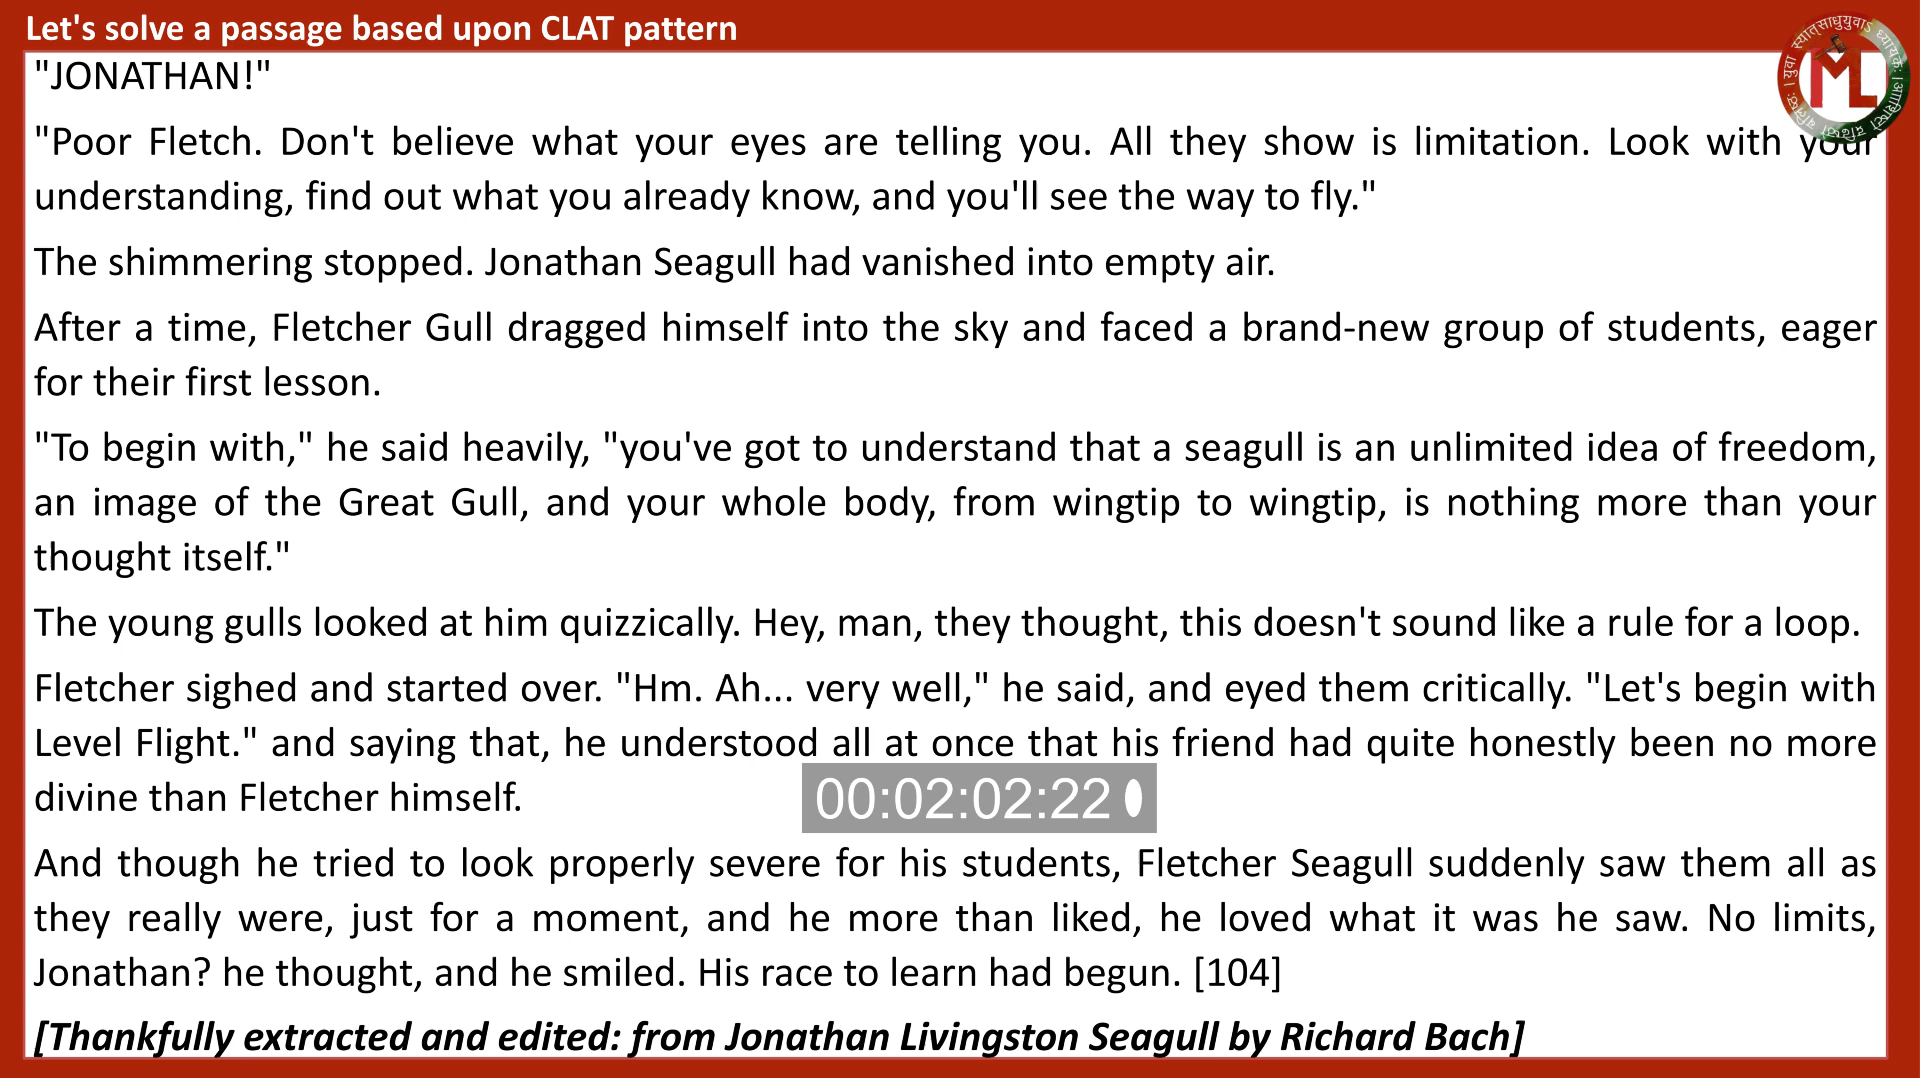 Let's solve a passage based upon CLAT pattern
"JONATHAN!"
"Poor Fletch. Don't believe what your eyes are telling you. All they show is limitation. Look with your
understanding, find out what you already know, and you'll see the way to fly."
The shimmering stopped. Jonathan Seagull had vanished into empty air.
After a time, Fletcher Gull dragged himself into the sky and faced a brand-new group of students, eager
for their first lesson.
"To begin with," he said heavily, "you've got to understand that a seagull is an unlimited idea of freedom,
an image of the Great Gull, and your whole body, from wingtip to wingtip, is nothing more than your
thought itself."
The young gulls looked at him quizzically. Hey, man, they thought, this doesn't sound like a rule for a loop.
Fletcher sighed and started over. "Hm. Ah... very well," he said, and eyed them critically. "Let's begin with
Level Flight." and saying that, he understood all at once that his friend had quite honestly been no more
divine than Fletcher himself.
00:02:02:22
And though he tried to look properly severe for his students, Fletcher Seagull suddenly saw them all as
they really were, just for a moment, and he more than liked, he loved what it was he saw. No limits,
Jonathan? he thought, and he smiled. His race to learn had begun. [104]
[Thankfully extracted and edited: from Jonathan Livingston Seagull by Richard Bach]
ML